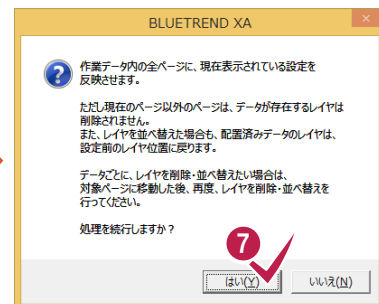 BLUETREND XA
作業データ内の全ページに、現在表示されている設定を
反映させます。
ただし現在のページ以外のページは、データが存在するレイヤは
削除されません。
また、レイヤを並べ替えた場合も、配置済みデータのレイヤは、
設定前のレイヤ位置に戻ります。
データごとに、レイヤを削除・並べ替えたい場合は、
対象ページに移動した後、再度、レイヤを削除・並べ替えを
行ってください。
処理を続行しますか？
7
はい(Y) いいえ(N)